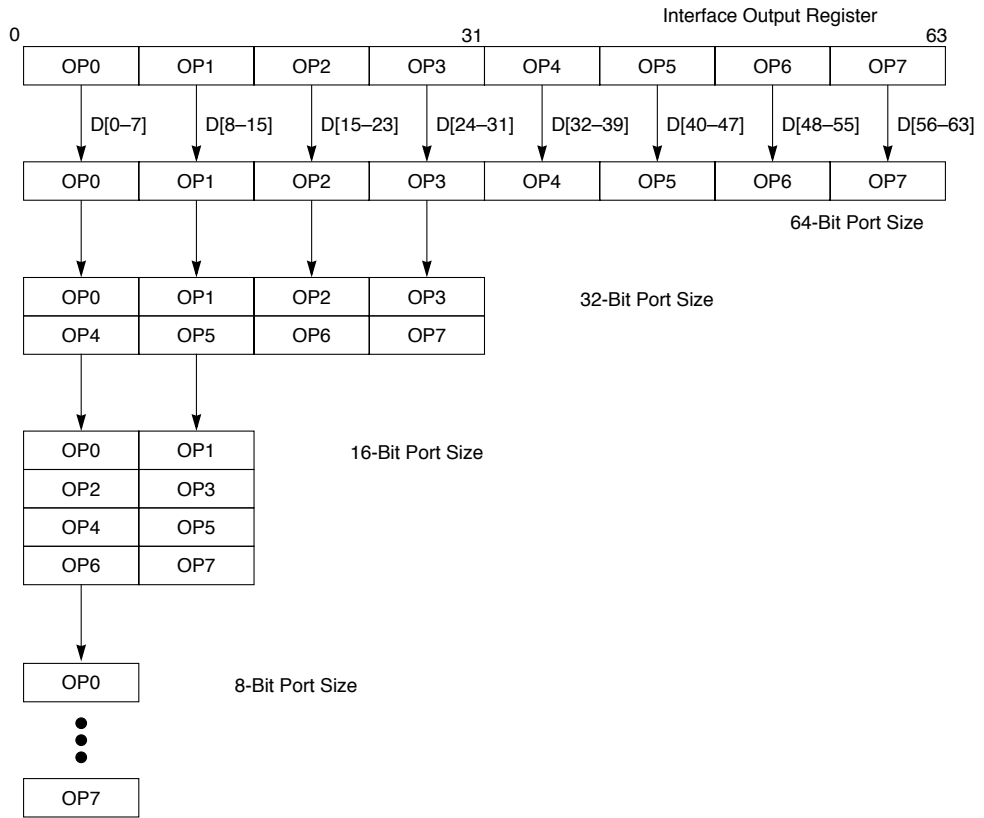 Interface Output Register
0 31 63
OP0 OP1 OP2 OP3 OP4 OP5 OP6 OP7
D[0–7] D[8–15] D[15–23] D[24–31] D[32–39] D[40–47] D[48–55] D[56–63]
OP0 OP1 OP2 OP3 OP4 OP5 OP6 OP7
64-Bit Port Size
OP0 OP1 OP2 OP3 32-Bit Port Size
OP4 OP5 OP6 OP7
OP0 OP1 16-Bit Port Size
OP2 OP3
OP4 OP5
OP6 OP7
OP0 8-Bit Port Size
OP7